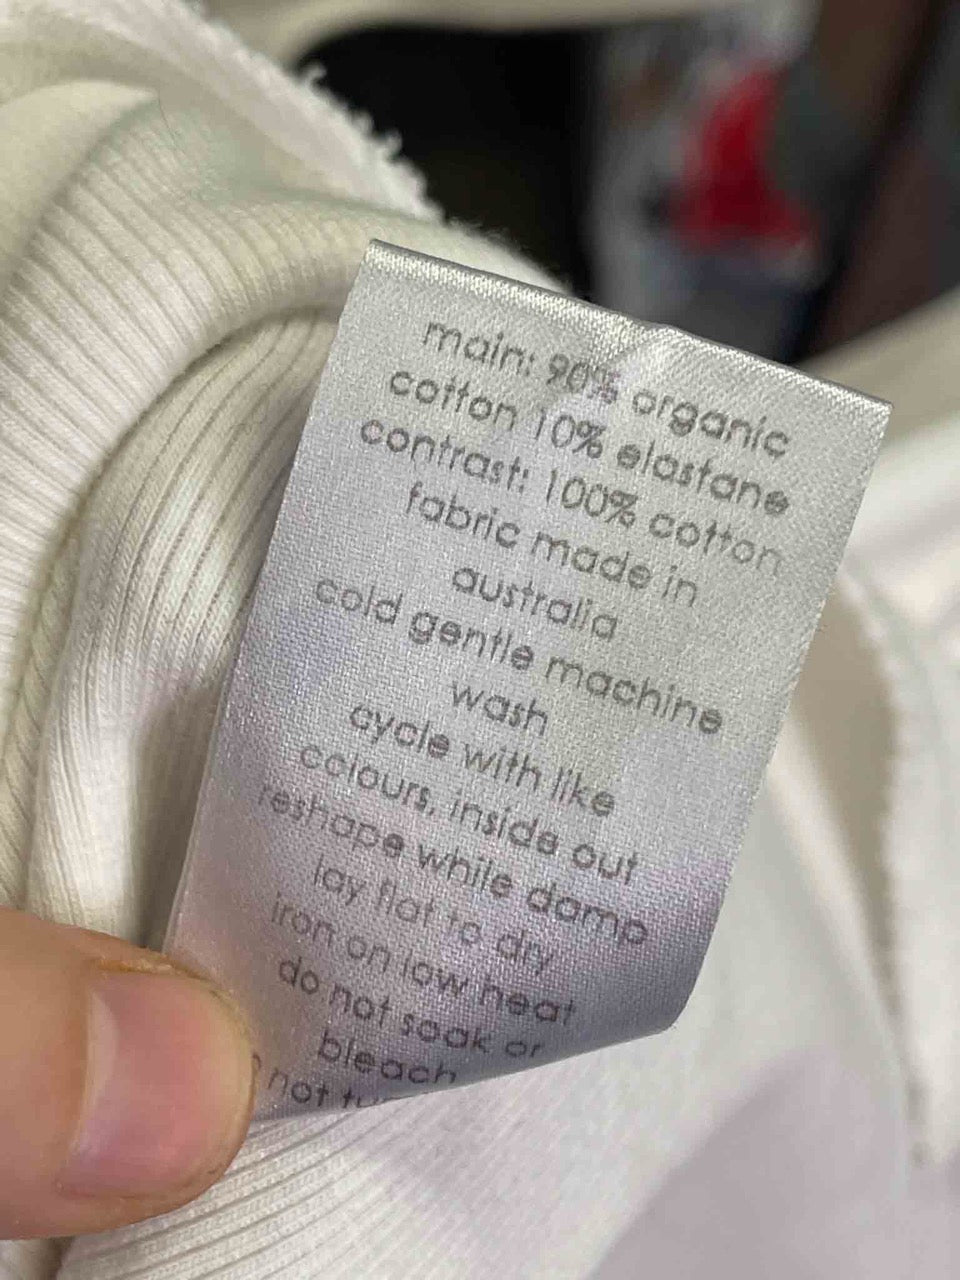 main: 90% organic
cotton 10% elastane
contrast: 100% cotton
fabric made in
australia
cold gentle machine
wash
cycle with like
colours, inside out
reshape while damp
lay flat to dry
iron on low heat
do not soak or
bleach
not